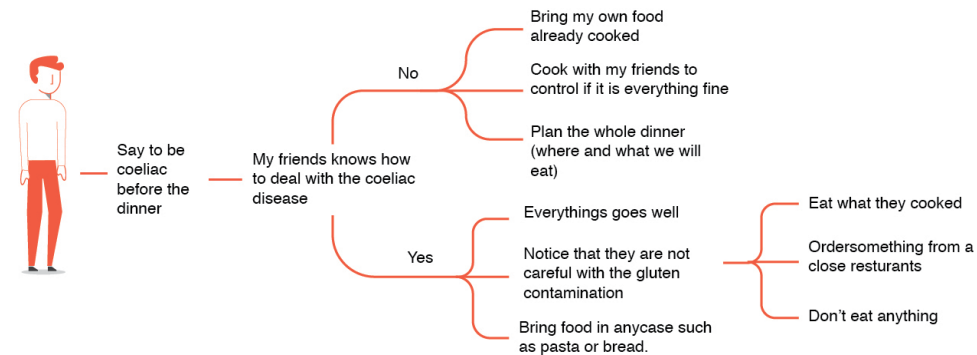 Say to be
coeliac
before the
dinner
My friends knows how
to deal with the coeliac
disease
No
Bring my own food
already cooked
Cook with my friends to
control if it is everything fine
Plan the whole dinner
(where and what we will
eat)
Yes
Everythings goes well
Notice that they are not
careful with the gluten
contamination
Bring food in anycase such
as pasta or bread.
Eat what they cooked
Ordersomething from a
close resturants
Don’t eat anything